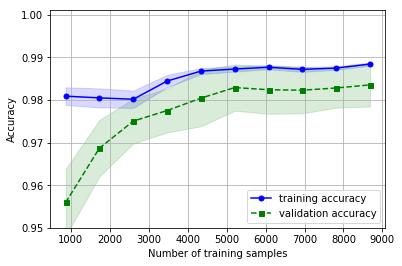 1.00
0.99
0.98
0.97
0.96
0.95
Accuracy
1000 2000 3000 4000 5000 6000 7000 8000 9000
Number of training samples
training accuracy
validation accuracy